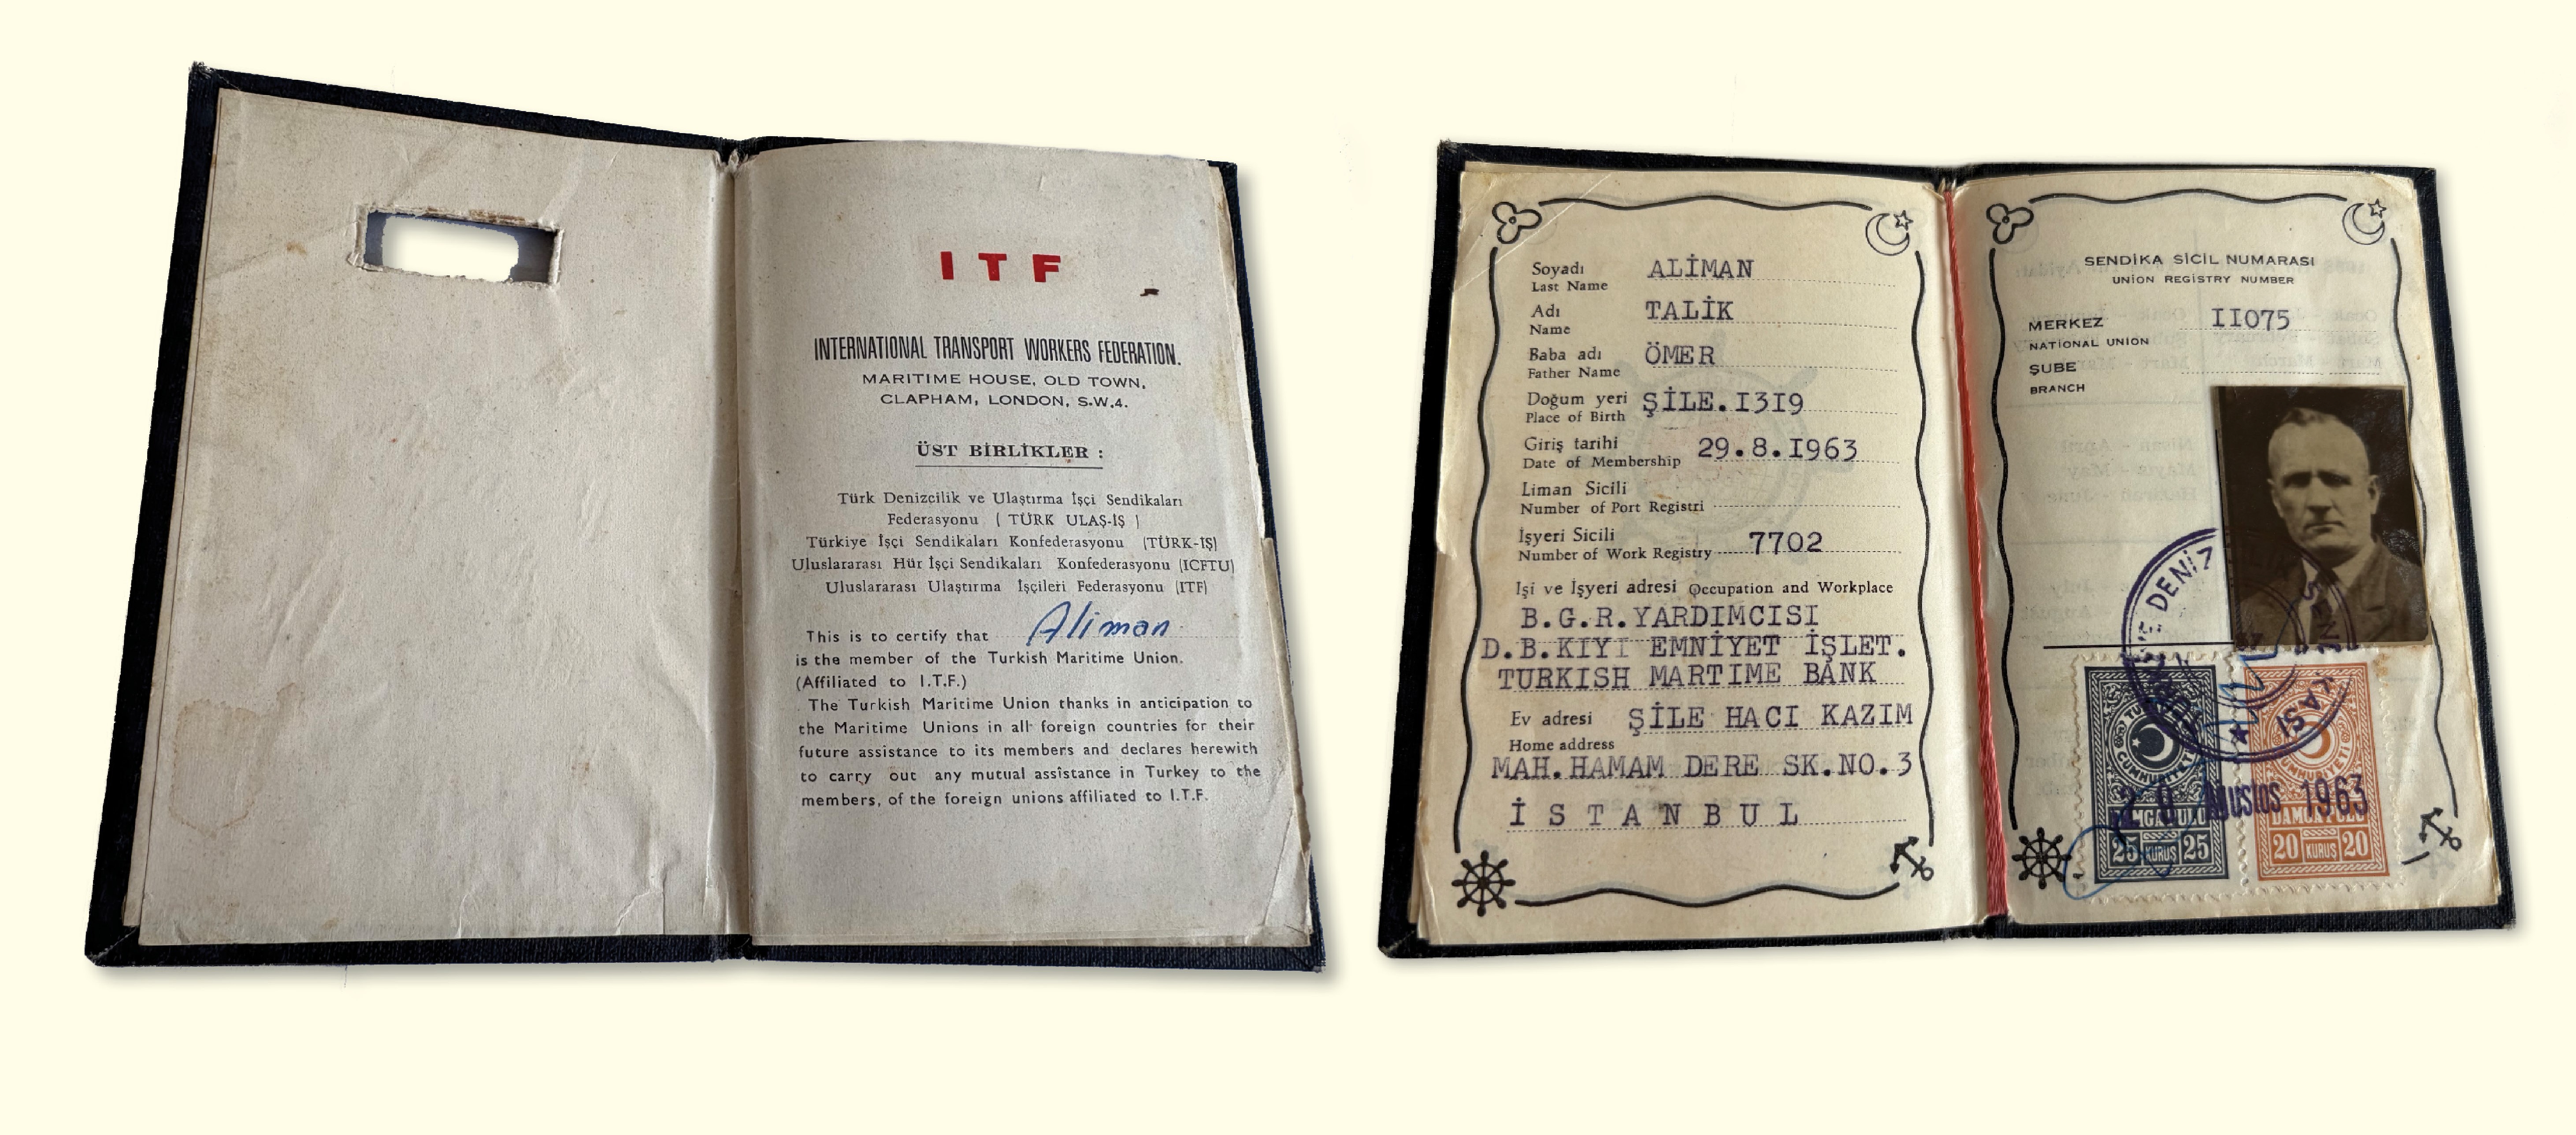 ITF
INTERNATIONAL TRANSPORT WORKERS FEDERATION.
MARITIME HOUSE, OLD TOWN,
CLAPHAM, LONDON, S.W.4.
ÜST BİRLİKLER :
Türk Denizcilik ve Ulaştırma İşçi Sendikaları
Federasyonu ( TÜRK ULAŞ-İŞ )
Türkiye İşçi Sendikaları Konfederasyonu (TÜRK-İŞ)
Uluslararası Hür İşçi Sendikaları Konfederasyonu (ICFTU)
Uluslararası Ulaştırma İşçileri Federasyonu (ITF)
This is to certify that Aliman
is the member of the Turkish Maritime Union.
(Affiliated to I.T.F.)
The Turkish Maritime Union thanks in anticipation to
the Maritime Unions in all foreign countries for their
future assistance to its members and declares herewith
to carry out any mutual assîstance in Turkey to the
members, of the foreign unions affiliated to I.T.F.
Soyadı ALİMAN
Last Name
Adı TALİK
Name
Baba adı ÖMER
Father Name
Doğum yeri ŞİLE.I3I9
Place of Birth
Giriş tarihi 29.8.I963
Date of Membership
Liman Sicili
Number of Port Registri
İşyeri Sicili 7702
Number of Work Registry
İşi ve İşyeri adresi Occupation and Workplace
B.G.R.YARDIMCISI
D.B.KIYI EMNİYET İŞLET.
TURKISH MARTIME BANK
Ev adresi ŞİLE HACI KAZIM
Home address
MAH.HAMAM DERE SK.NO.3
İSTANBUL
SENDİKA SİCİL NUMARASI
UNION REGISTRY NUMBER
MERKEZ II075
NATIONAL UNION
ŞUBE
BRANCH
DENİZ
CUMHURİYETİ
CUMHURİYETİ
AĞUSTOS 1963
DAMGA PULU
25 KURUŞ 25
20 KURUŞ 20